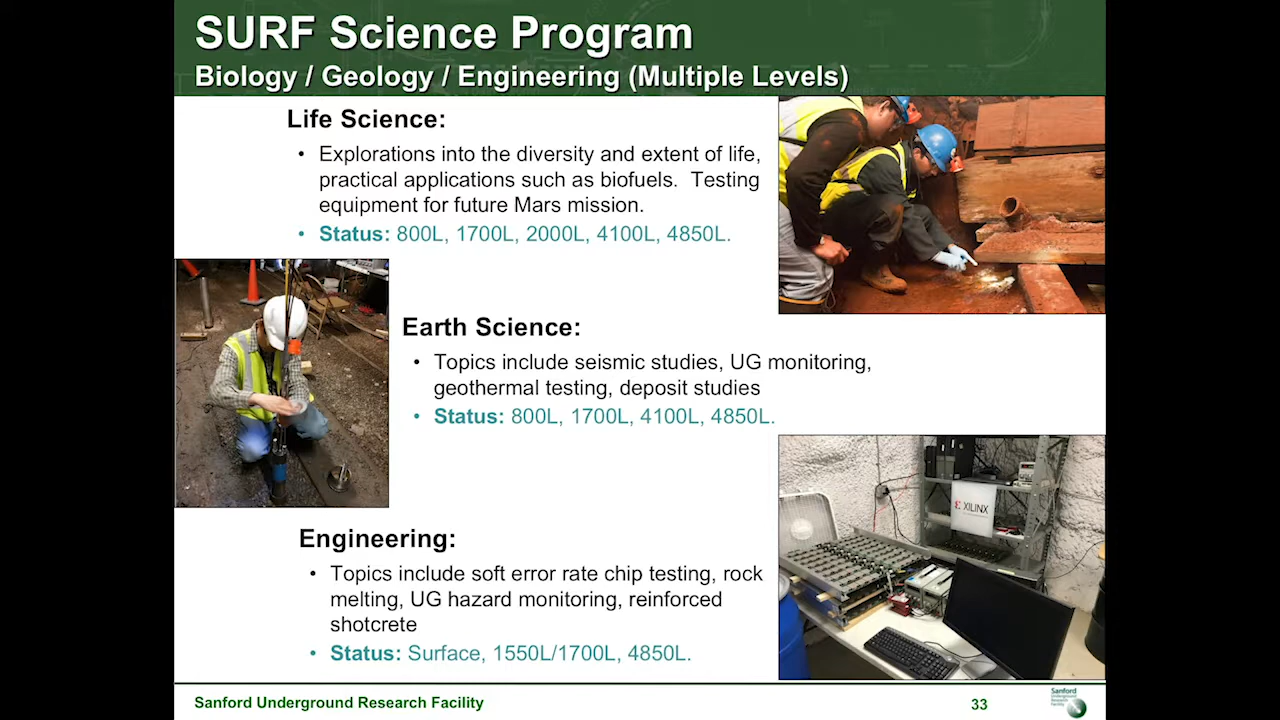 SURF Science Program
Biology / Geology / Engineering (Multiple Levels)
Life Science:
• Explorations into the diversity and extent of life,
practical applications such as biofuels. Testing
equipment for future Mars mission.
• Status: 800L, 1700L, 2000L, 4100L, 4850L.
Earth Science:
• Topics include seismic studies, UG monitoring,
geothermal testing, deposit studies
• Status: 800L, 1700L, 4100L, 4850L.
XILINX
Engineering:
• Topics include soft error rate chip testing, rock
melting, UG hazard monitoring, reinforced
shotcrete
• Status: Surface, 1550L/1700L, 4850L.
Sanford Underground Research Facility
33
Sanford
Underground
Research
Facility